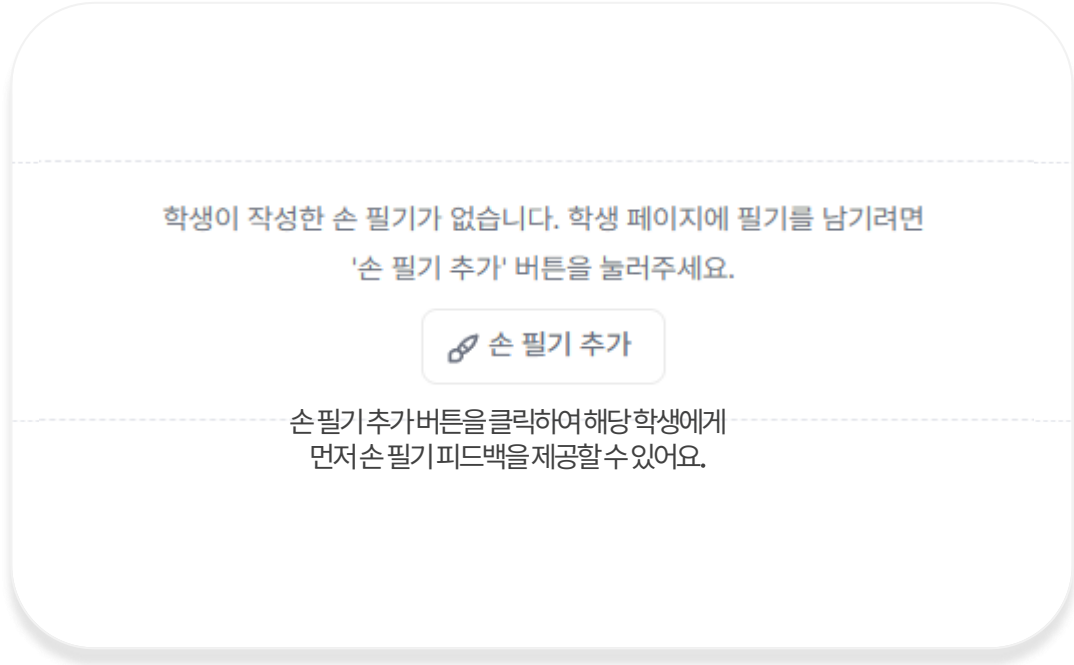 학생이 작성한 손 필기가 없습니다. 학생 페이지에 필기를 남기려면
'손 필기 추가' 버튼을 눌러주세요.
손 필기 추가
손 필기 추가 버튼을 클릭하여 해당 학생에게
먼저 손 필기 피드백을 제공할 수 있어요.